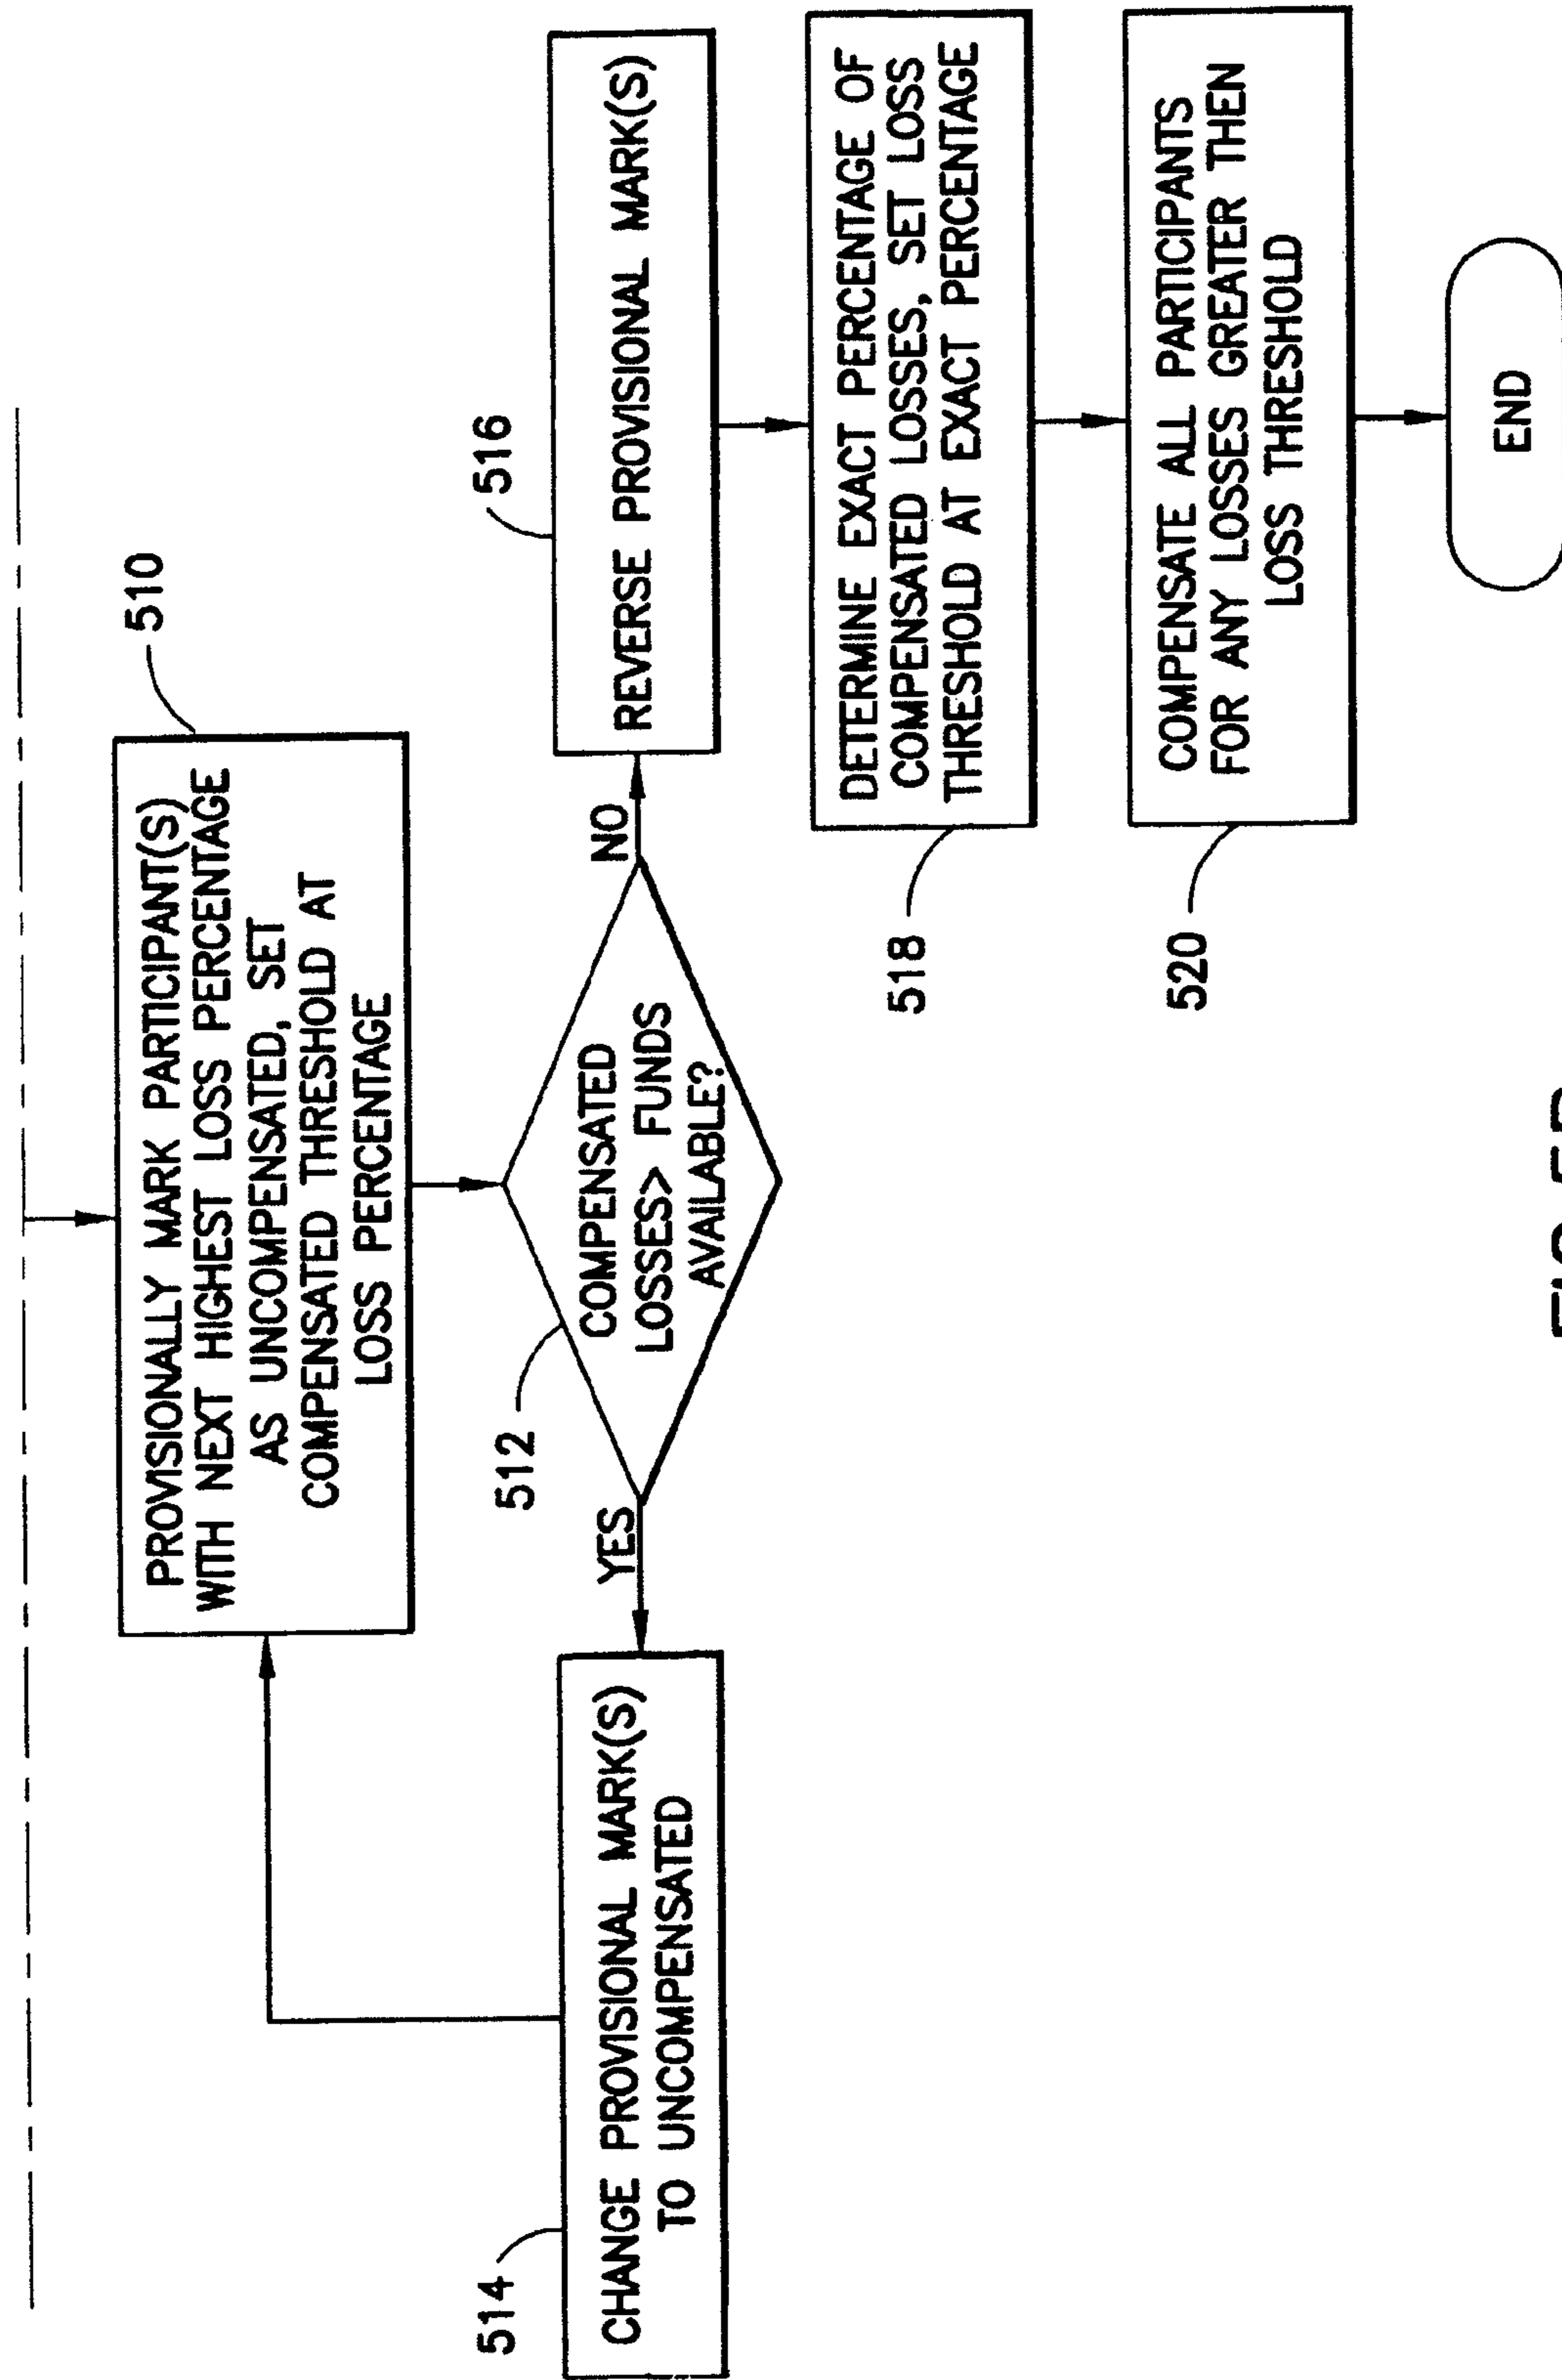 510
PROVISIONALLY MARK PARTICIPANT(S)
WITH NEXT HIGHEST LOSS PERCENTAGE
AS UNCOMPENSATED, SET
COMPENSATED THRESHOLD AT
LOSS PERCENTAGE
512
COMPENSATED
LOSSES> FUNDS
AVAILABLE?
YES
NO
514
CHANGE PROVISIONAL MARK(S)
TO UNCOMPENSATED
516
REVERSE PROVISIONAL MARK(S)
518
DETERMINE EXACT PERCENTAGE OF
COMPENSATED LOSSES, SET LOSS
THRESHOLD AT EXACT PERCENTAGE
520
COMPENSATE ALL PARTICIPANTS
FOR ANY LOSSES GREATER THEN
LOSS THRESHOLD
END